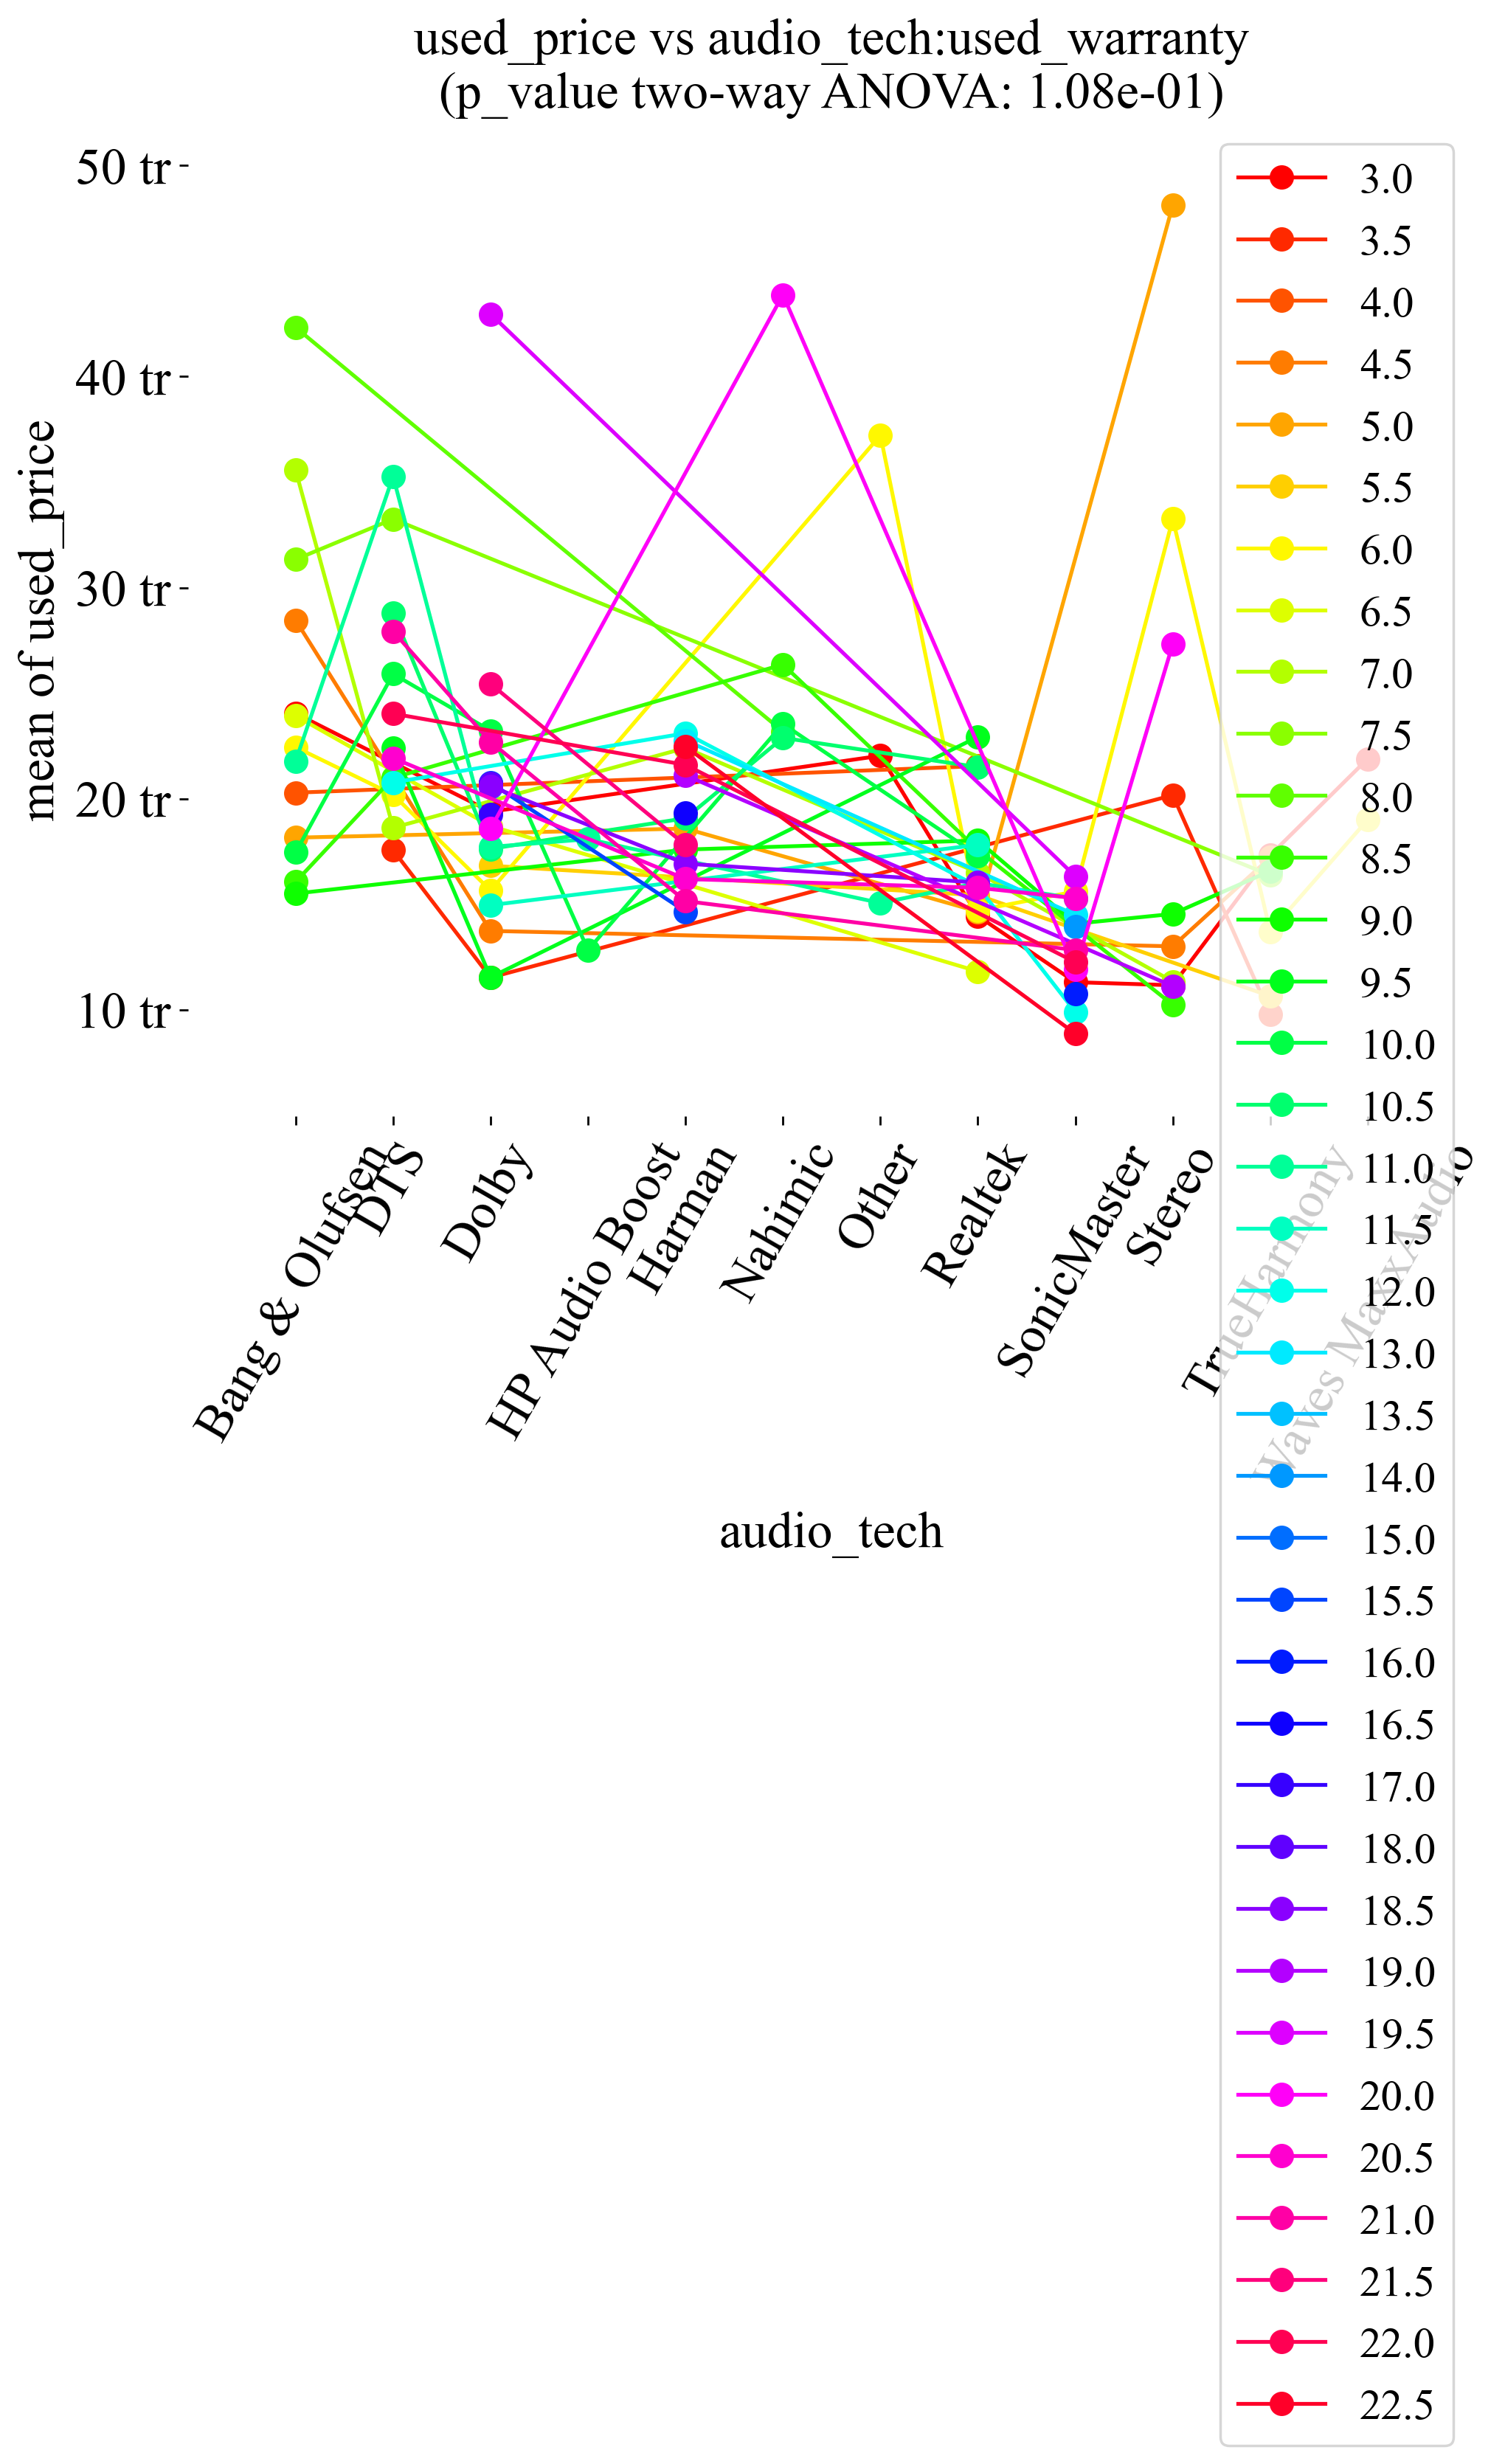 used_price vs audio_tech:used_warranty
(p_value two-way ANOVA: 1.08e-01)
50 tr
40 tr
30 tr
20 tr
10 tr
mean of used_price
Bang & Olufsen
DTS
Dolby
HP Audio Boost
Harman
Nahimic
Other
Realtek
SonicMaster
Stereo
TrueHarmony
Waves MaxxAudio
audio_tech
3.0
3.5
4.0
4.5
5.0
5.5
6.0
6.5
7.0
7.5
8.0
8.5
9.0
9.5
10.0
10.5
11.0
11.5
12.0
13.0
13.5
14.0
15.0
15.5
16.0
16.5
17.0
18.0
18.5
19.0
19.5
20.0
20.5
21.0
21.5
22.0
22.5